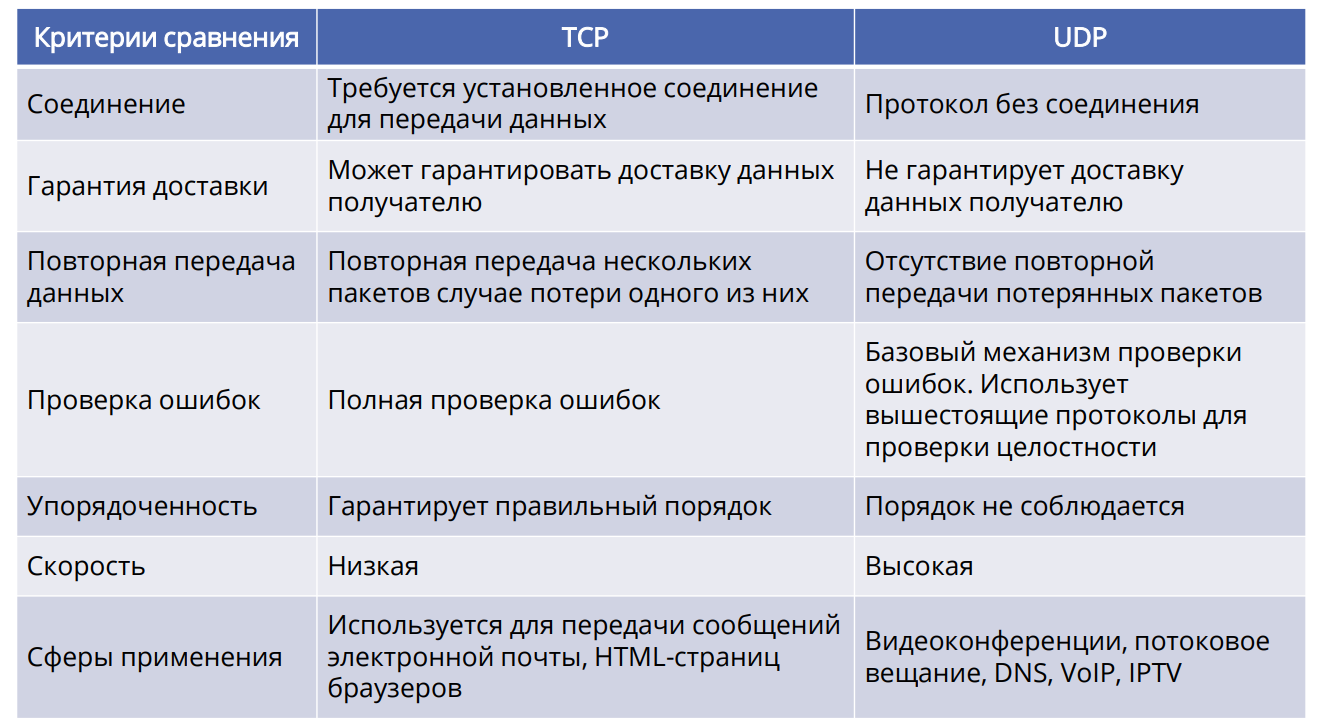 Критерии сравнения
TCP
UDP
Соединение
Требуется установленное соединение
для передачи данных
Протокол без соединения
Гарантия доставки
Может гарантировать доставку данных
получателю
Не гарантирует доставку
данных получателю
Повторная передача
данных
Повторная передача нескольких
пакетов случае потери одного из них
Отсутствие повторной
передачи потерянных пакетов
Проверка ошибок
Полная проверка ошибок
Базовый механизм проверки
ошибок. Использует
вышестоящие протоколы для
проверки целостности
Упорядоченность
Гарантирует правильный порядок
Порядок не соблюдается
Скорость
Низкая
Высокая
Сферы применения
Используется для передачи сообщений
электронной почты, HTML-страниц
браузеров
Видеоконференции, потоковое
вещание, DNS, VoIP, IPTV